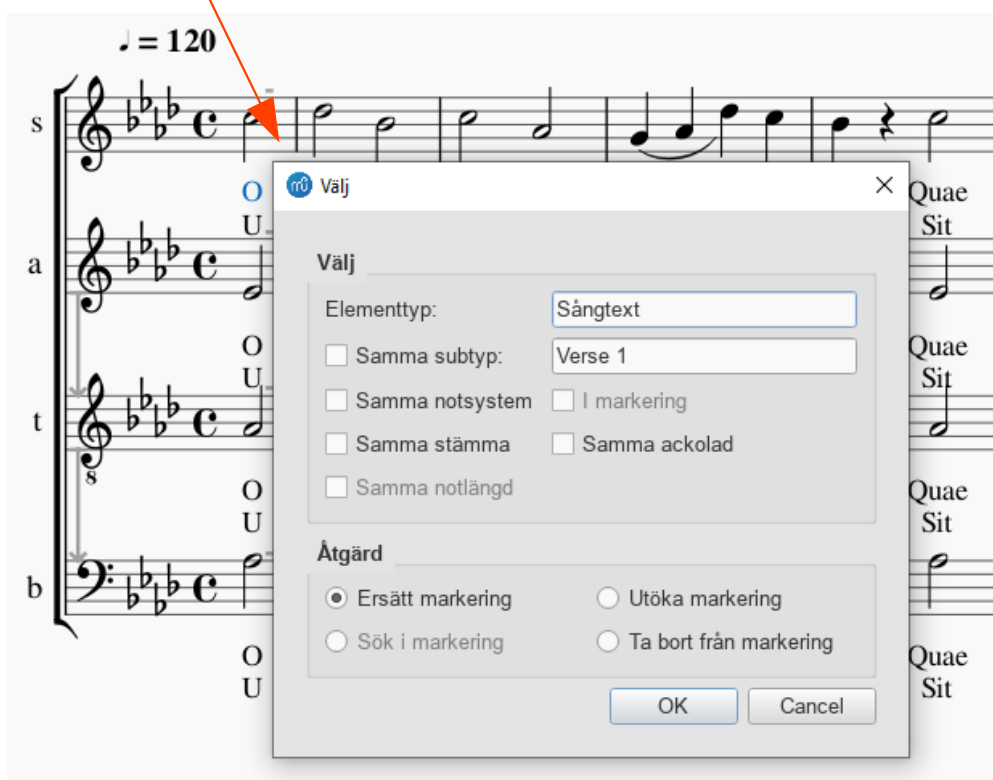 ♩ = 120
s
O
U
a
O
U
t
8
O
U
b
O
U
Quae
Sit
Quae
Sit
Quae
Sit
Quae
Sit
mû Välj
Välj
Elementtyp: Sångtext
Samma subtyp: Verse 1
Samma notsystem I markering
Samma stämma Samma ackolad
Samma notlängd
Åtgärd
Ersätt markering Utöka markering
Sök i markering Ta bort från markering
OK Cancel